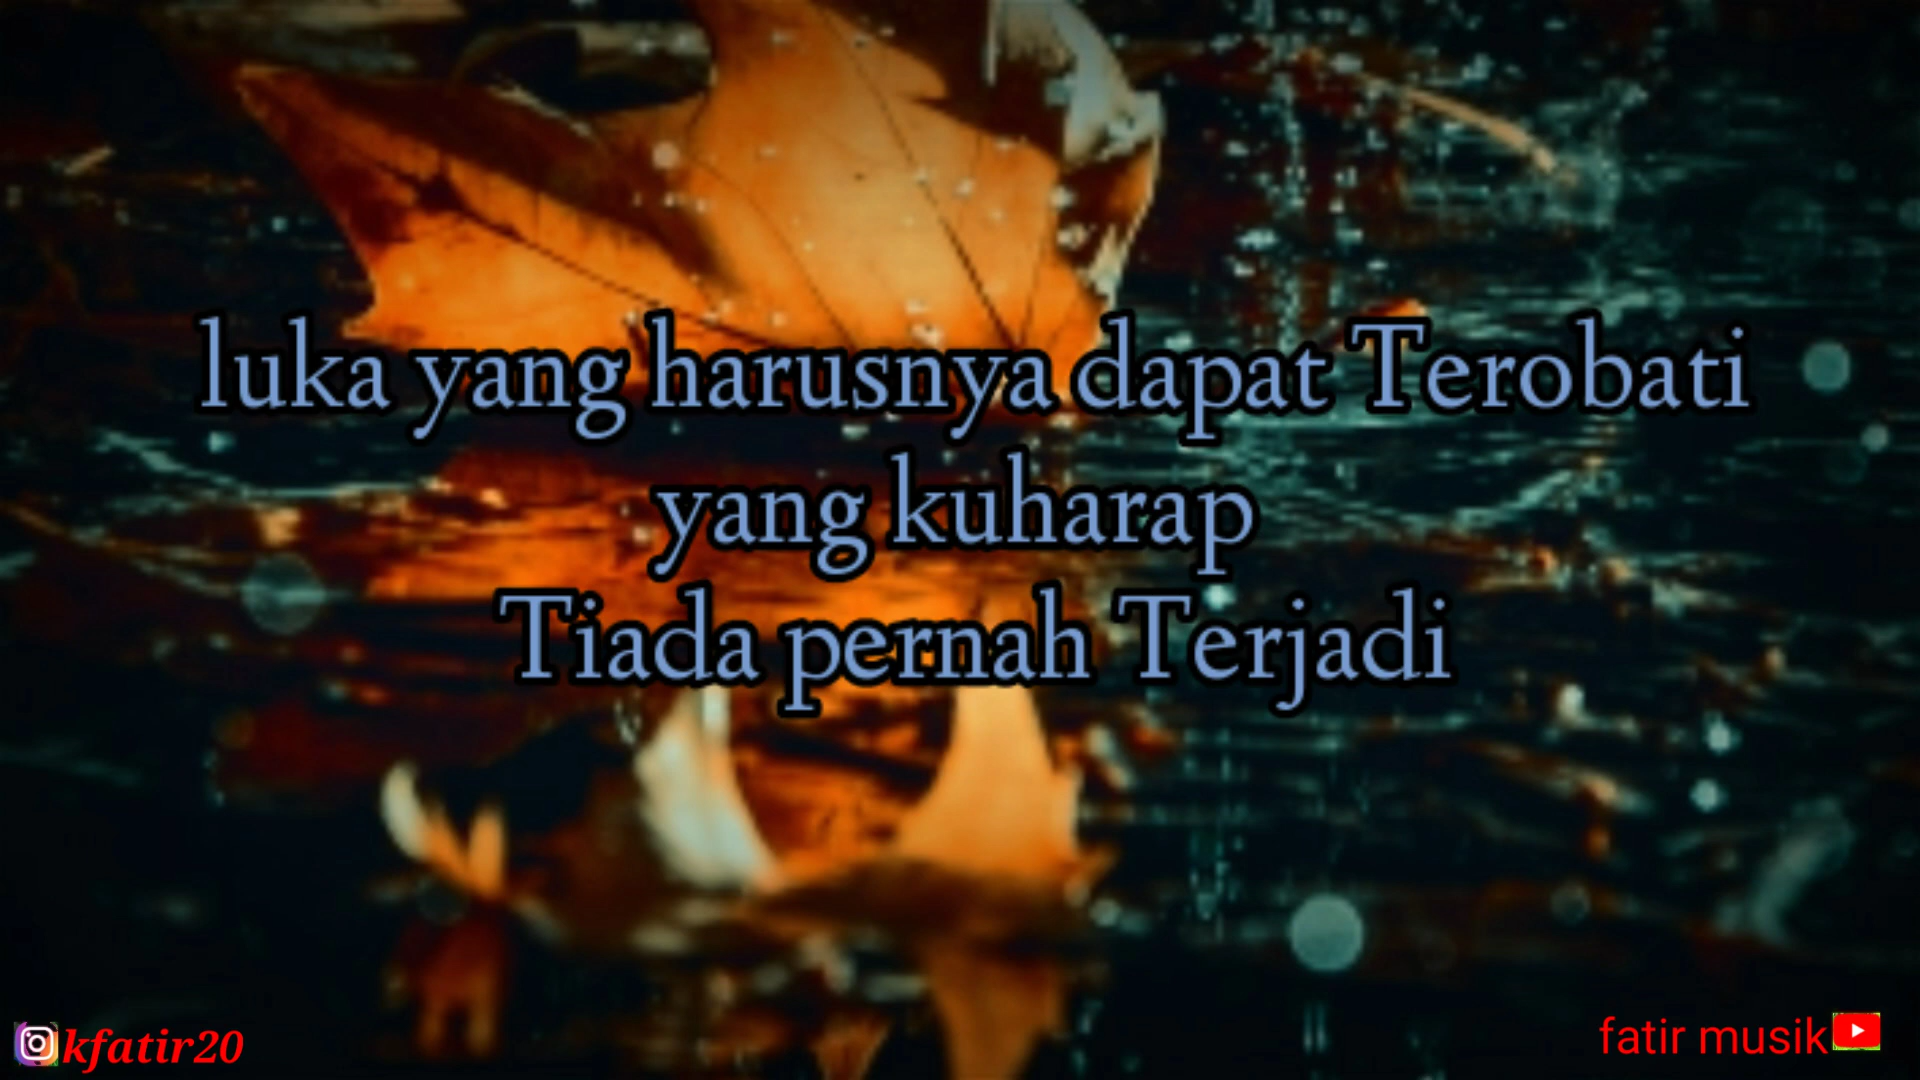 luka yang harusnya dapat Terobati
yang kuharap
Tiada pernah Terjadi
kfatir20
fatir musik